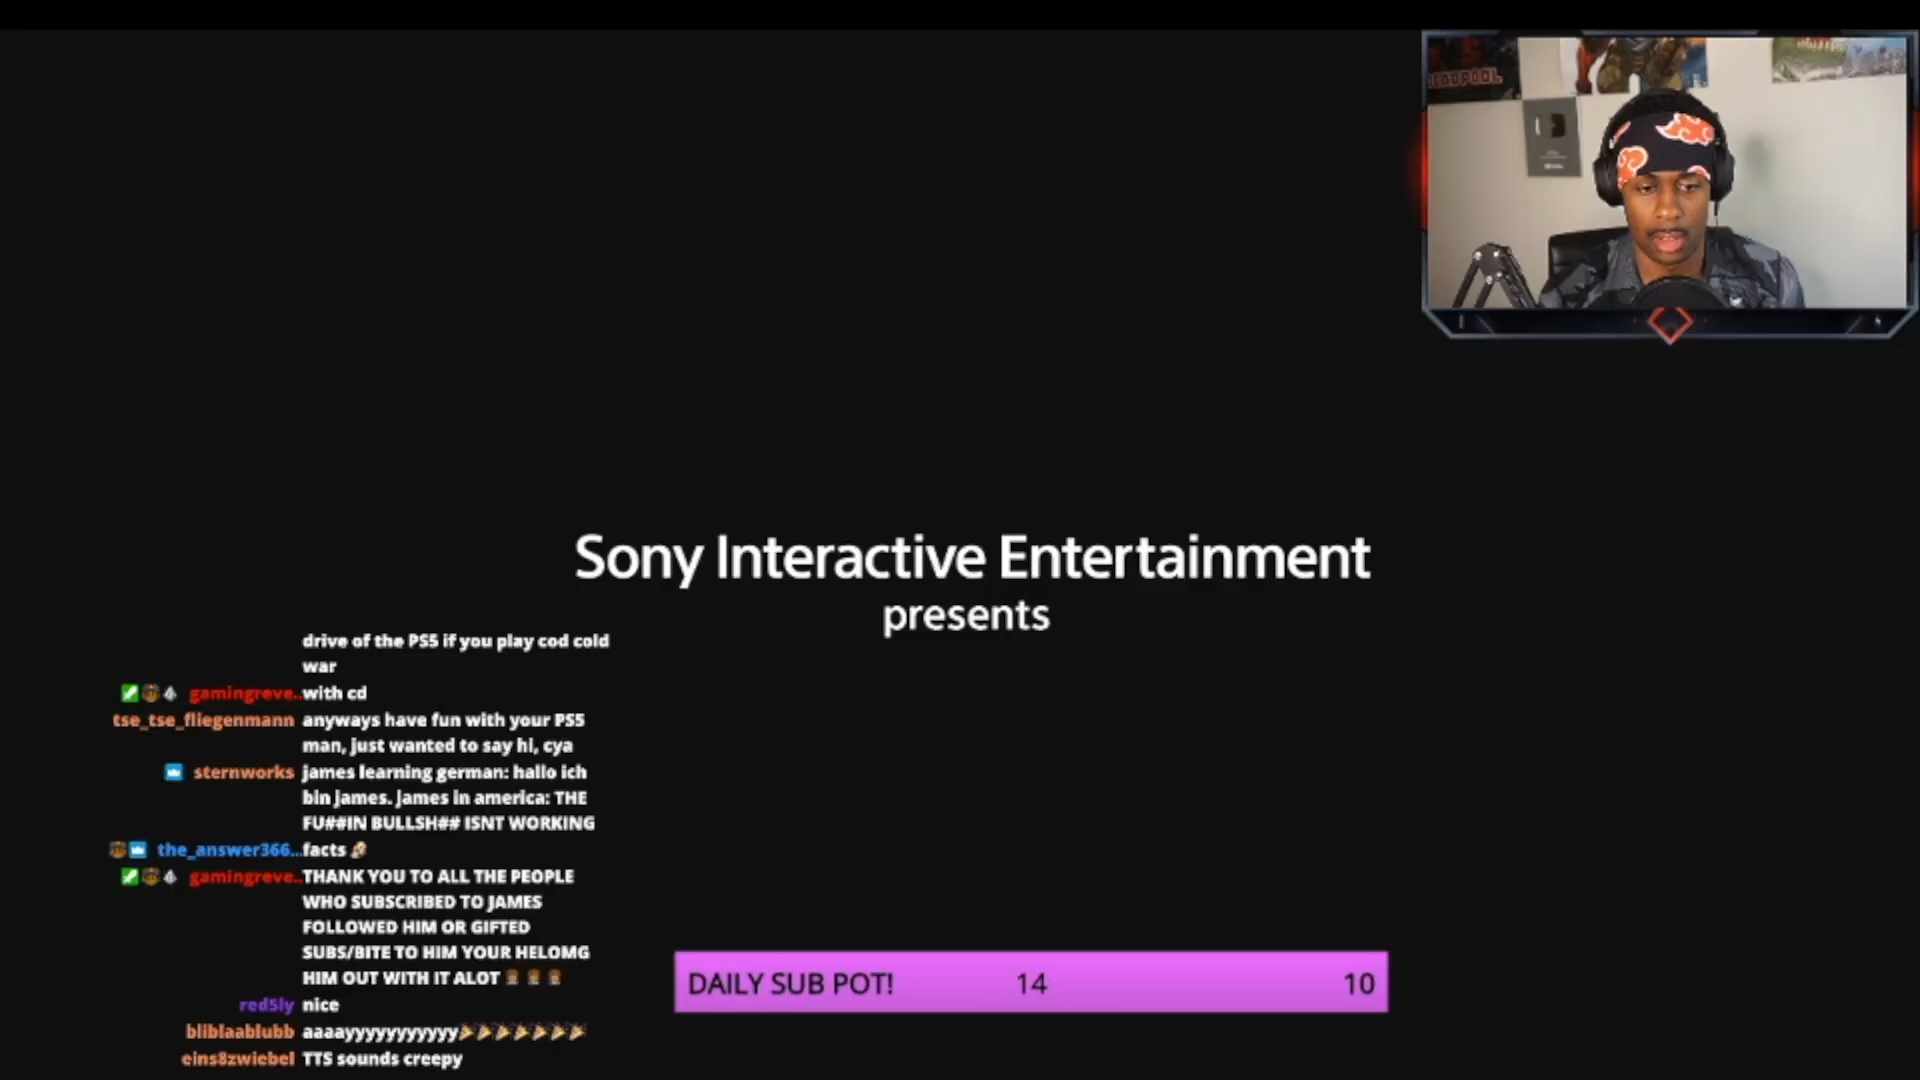 DEADPOOL
Sony Interactive Entertainment
presents
drive of the PS5 if you play cod cold
war
gamingreve.. with cd
tse_tse_fliegenmann anyways have fun with your PS5
man, just wanted to say hi, cya
sternworks james learning german: hallo ich
bin james. james in america: THE
FU##IN BULLSH## ISNT WORKING
the_answer366... facts
gamingreve.. THANK YOU TO ALL THE PEOPLE
WHO SUBSCRIBED TO JAMES
FOLLOWED HIM OR GIFTED
SUBS/BITE TO HIM YOUR HELOMG
HIM OUT WITH IT ALOT
red5ly nice
bliblaablubb aaaayyyyyyyyyyy
eins8zwiebel TTS sounds creepy
DAILY SUB POT! 14 10